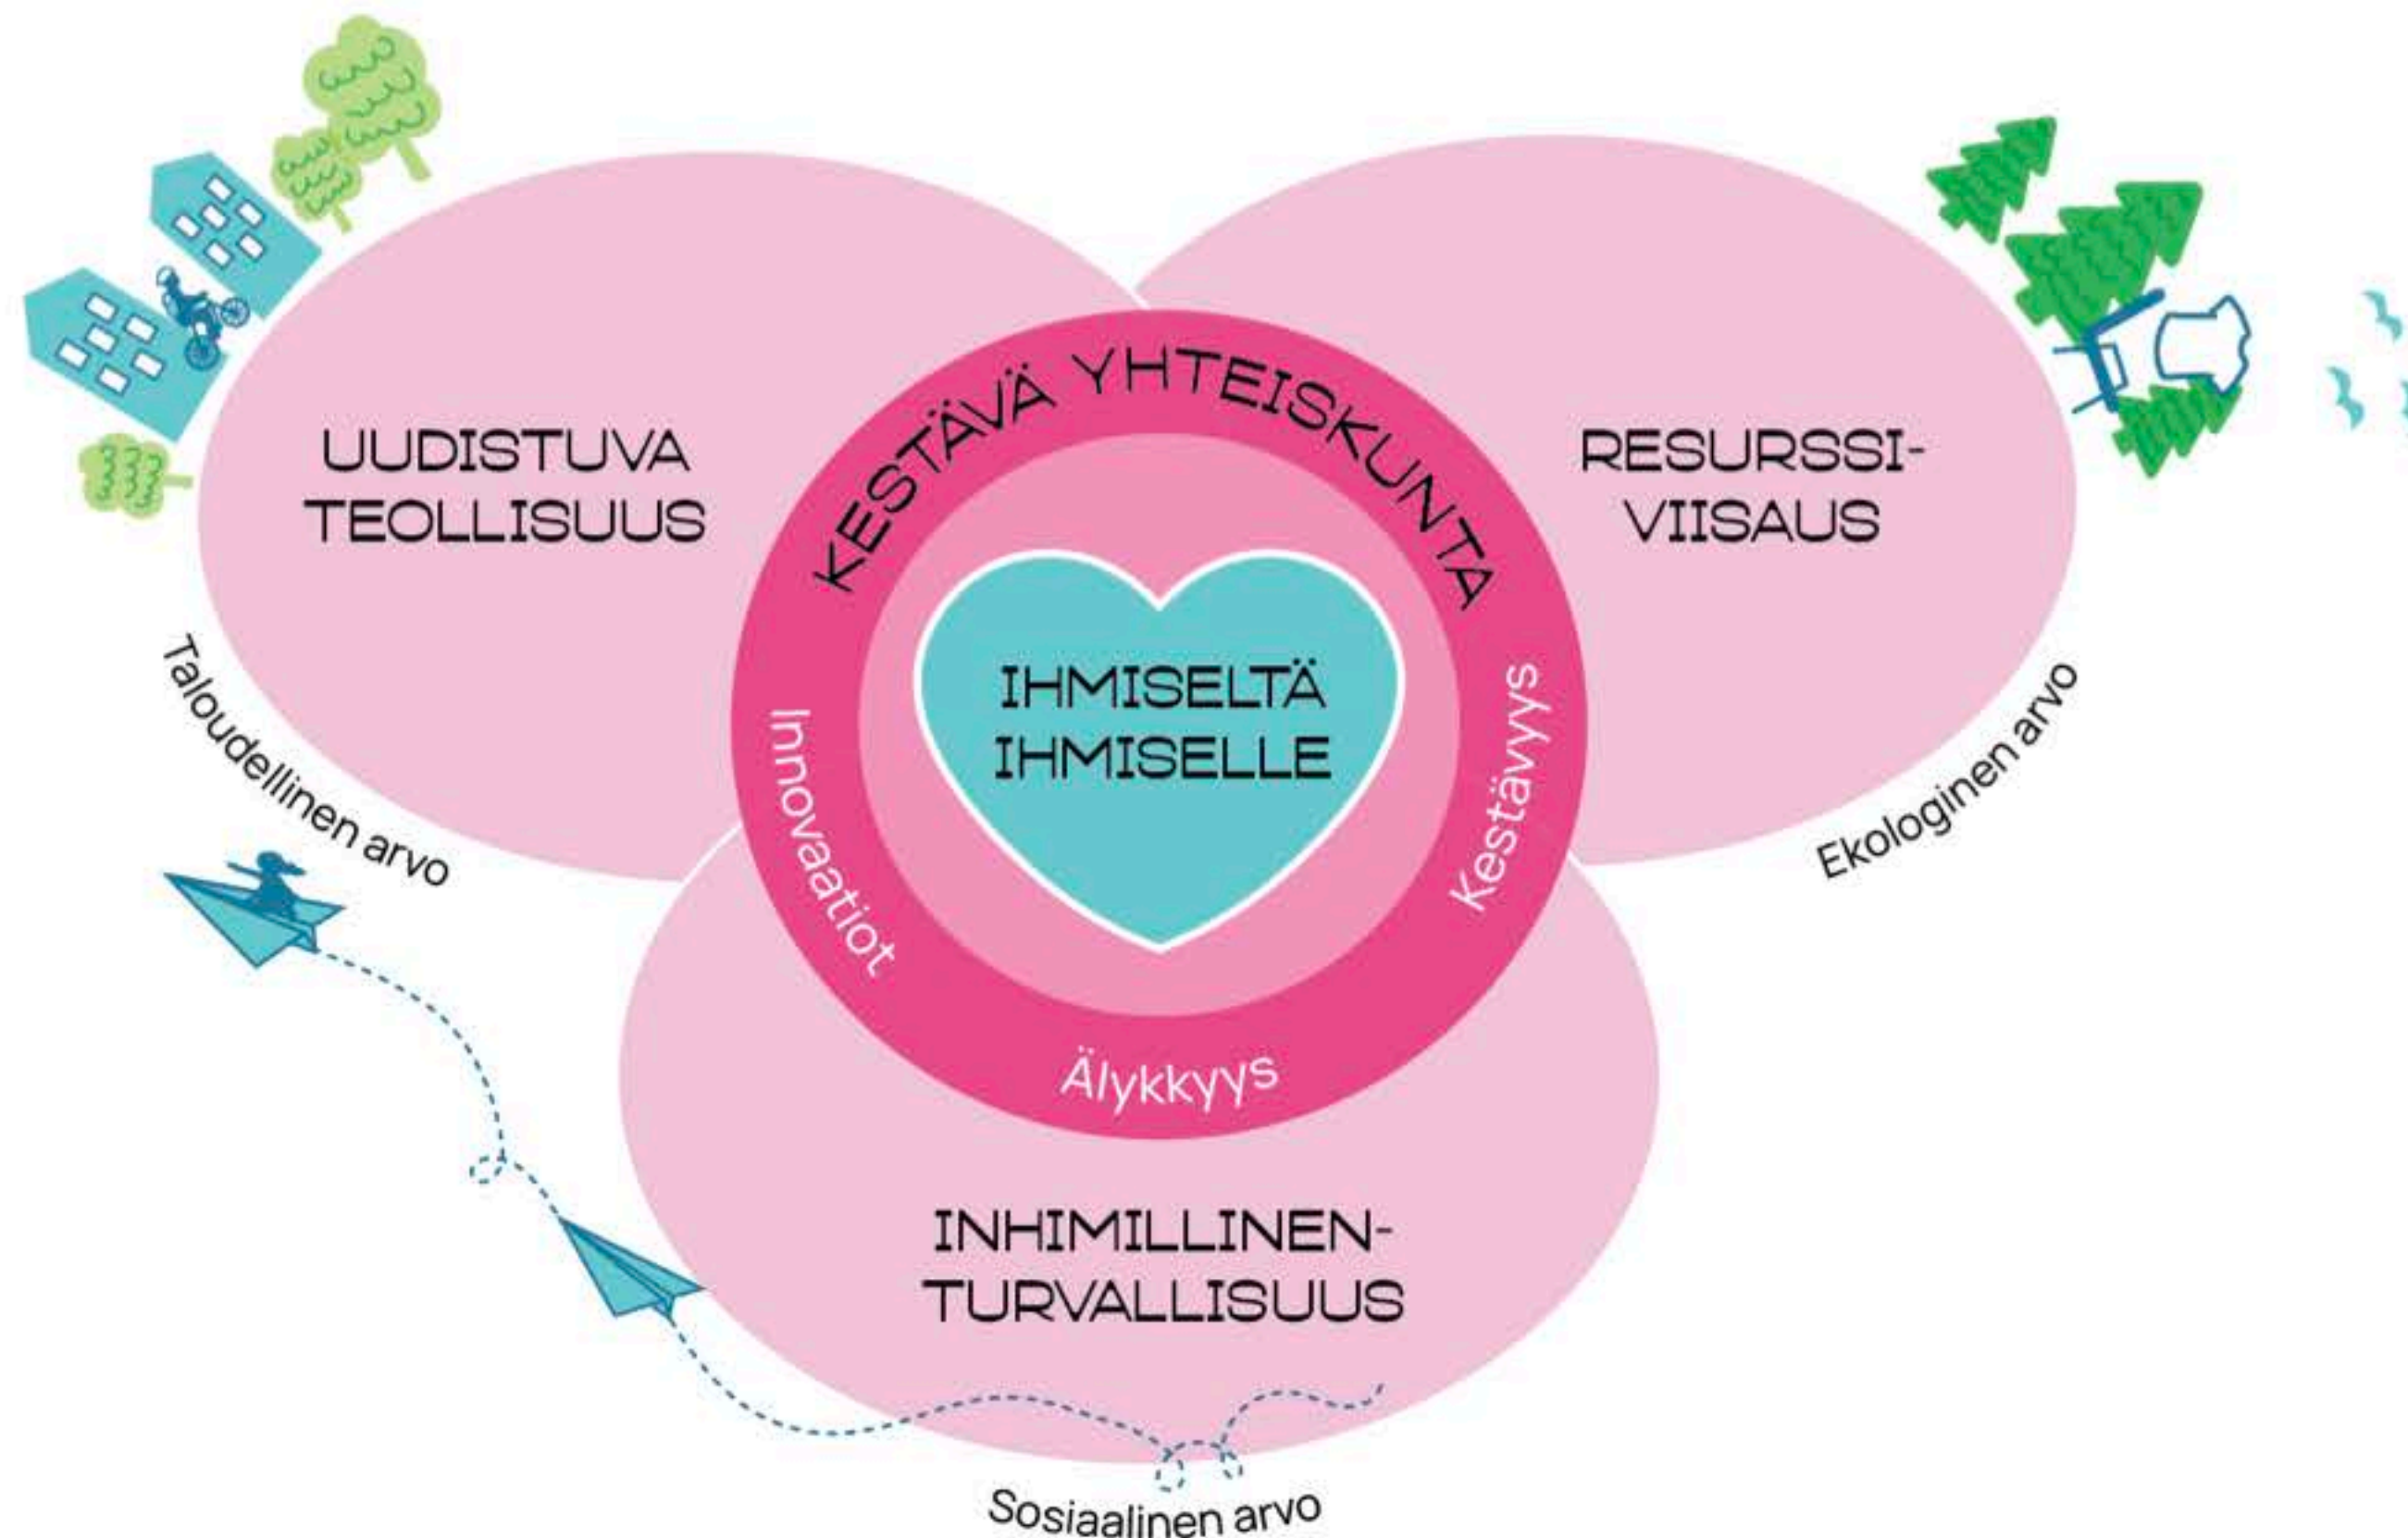 UUDISTUVA
TEOLLISUUS
Taloudellinen arvo
KESTÄVÄ YHTEISKUNTA
RESURSSI-
VIISAUS
Ekologinen arvo
IHMISELTÄ
IHMISELLE
Innovaatiot
Kestävyys
Älykkyys
INHIMILLINEN-
TURVALLISUUS
Sosiaalinen arvo